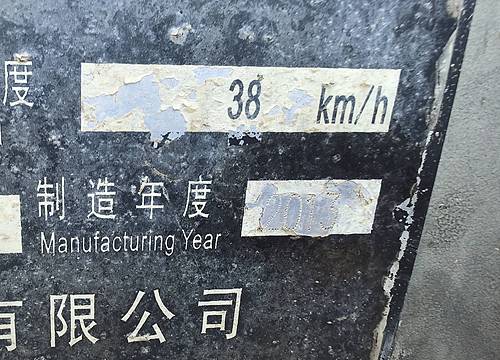 度 38 km/h
制造年度
Manufacturing Year
有限公司